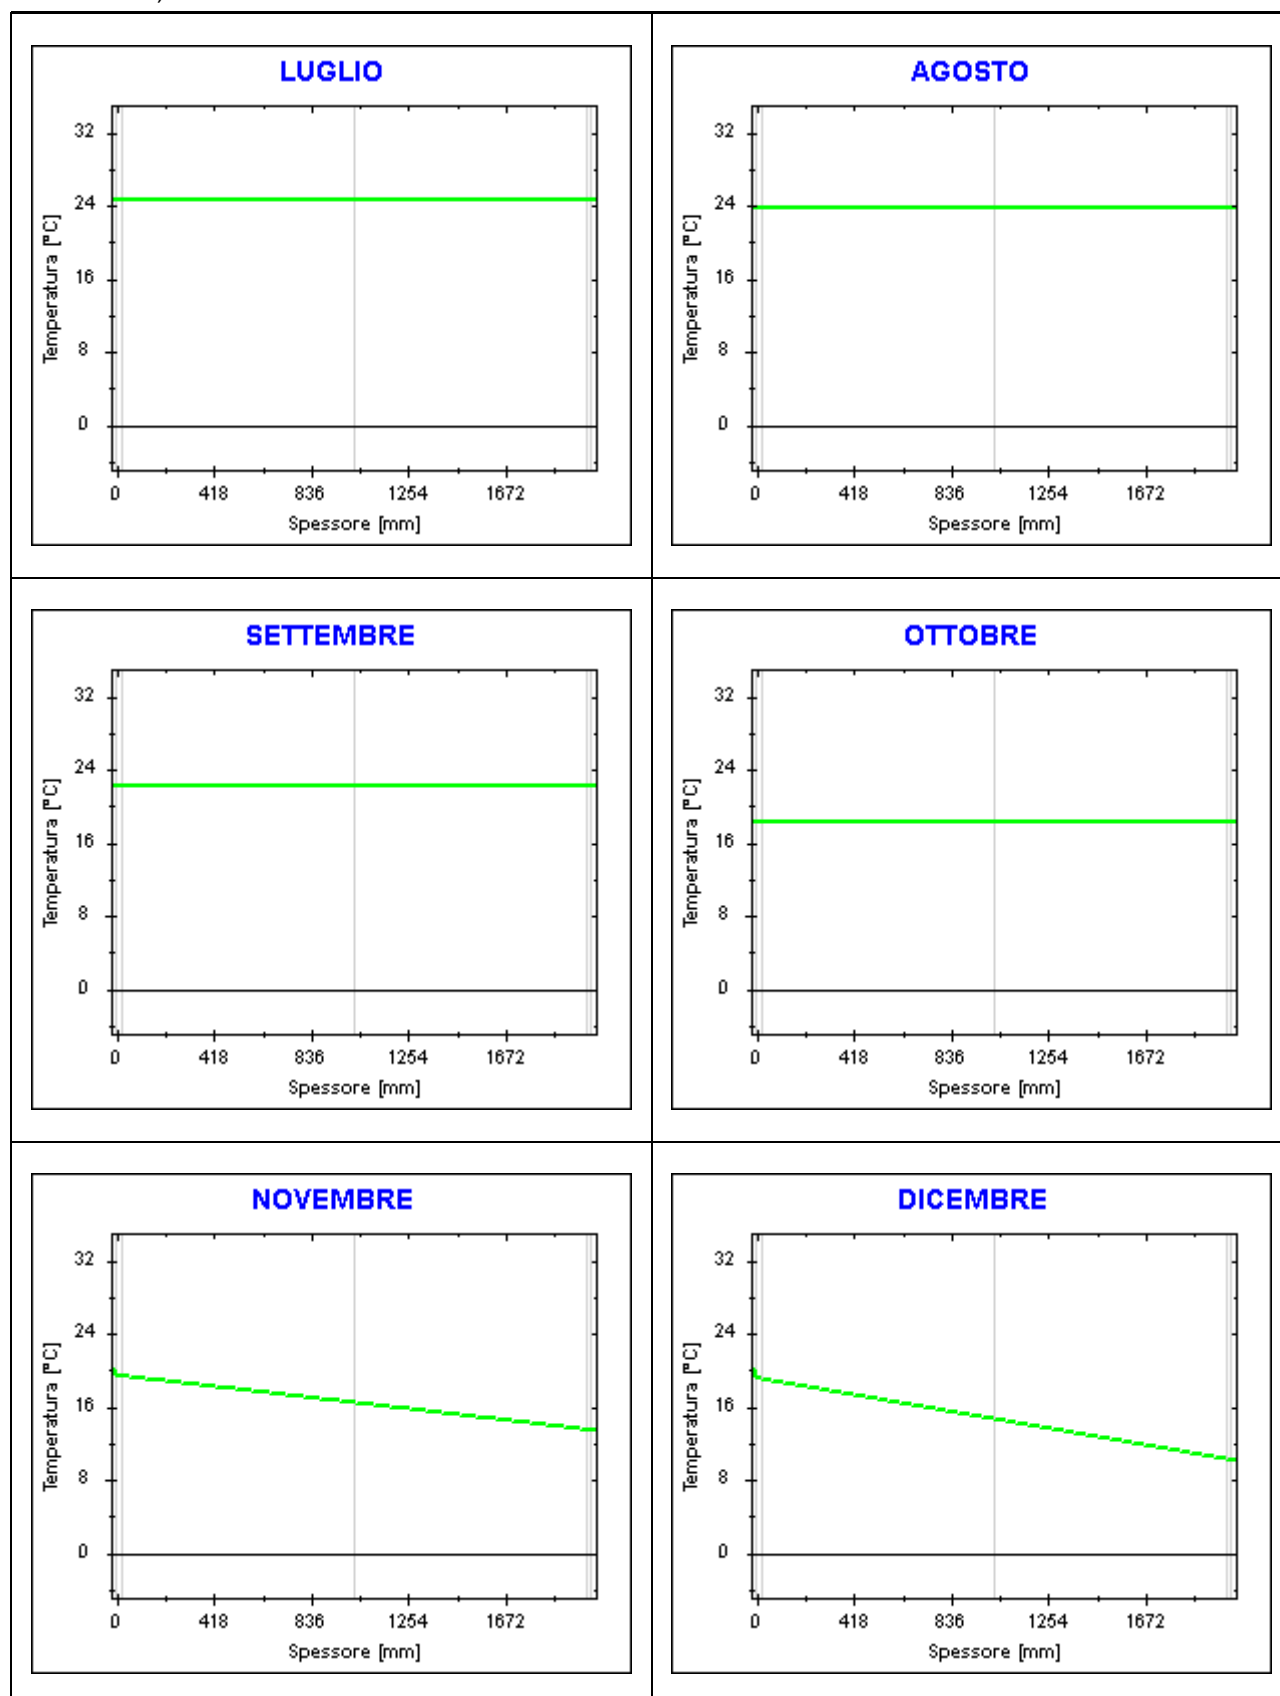 LUGLIO
32
24
16
8
0
Temperatura [°C]
0 418 836 1254 1672
Spessore [mm]
AGOSTO
32
24
16
8
0
Temperatura [°C]
0 418 836 1254 1672
Spessore [mm]
SETTEMBRE
32
24
16
8
0
Temperatura [°C]
0 418 836 1254 1672
Spessore [mm]
OTTOBRE
32
24
16
8
0
Temperatura [°C]
0 418 836 1254 1672
Spessore [mm]
NOVEMBRE
32
24
16
8
0
Temperatura [°C]
0 418 836 1254 1672
Spessore [mm]
DICEMBRE
32
24
16
8
0
Temperatura [°C]
0 418 836 1254 1672
Spessore [mm]